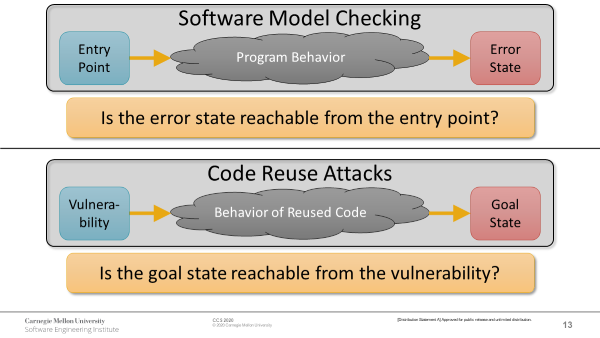 Software Model Checking
Entry
Point
Program Behavior
Error
State
Is the error state reachable from the entry point?
Code Reuse Attacks
Vulnera-
bility
Behavior of Reused Code
Goal
State
Is the goal state reachable from the vulnerability?
Carnegie Mellon University
Software Engineering Institute
CCS 2020
© 2020 Carnegie Mellon University
[Distribution Statement A] Approved for public release and unlimited distribution.
13